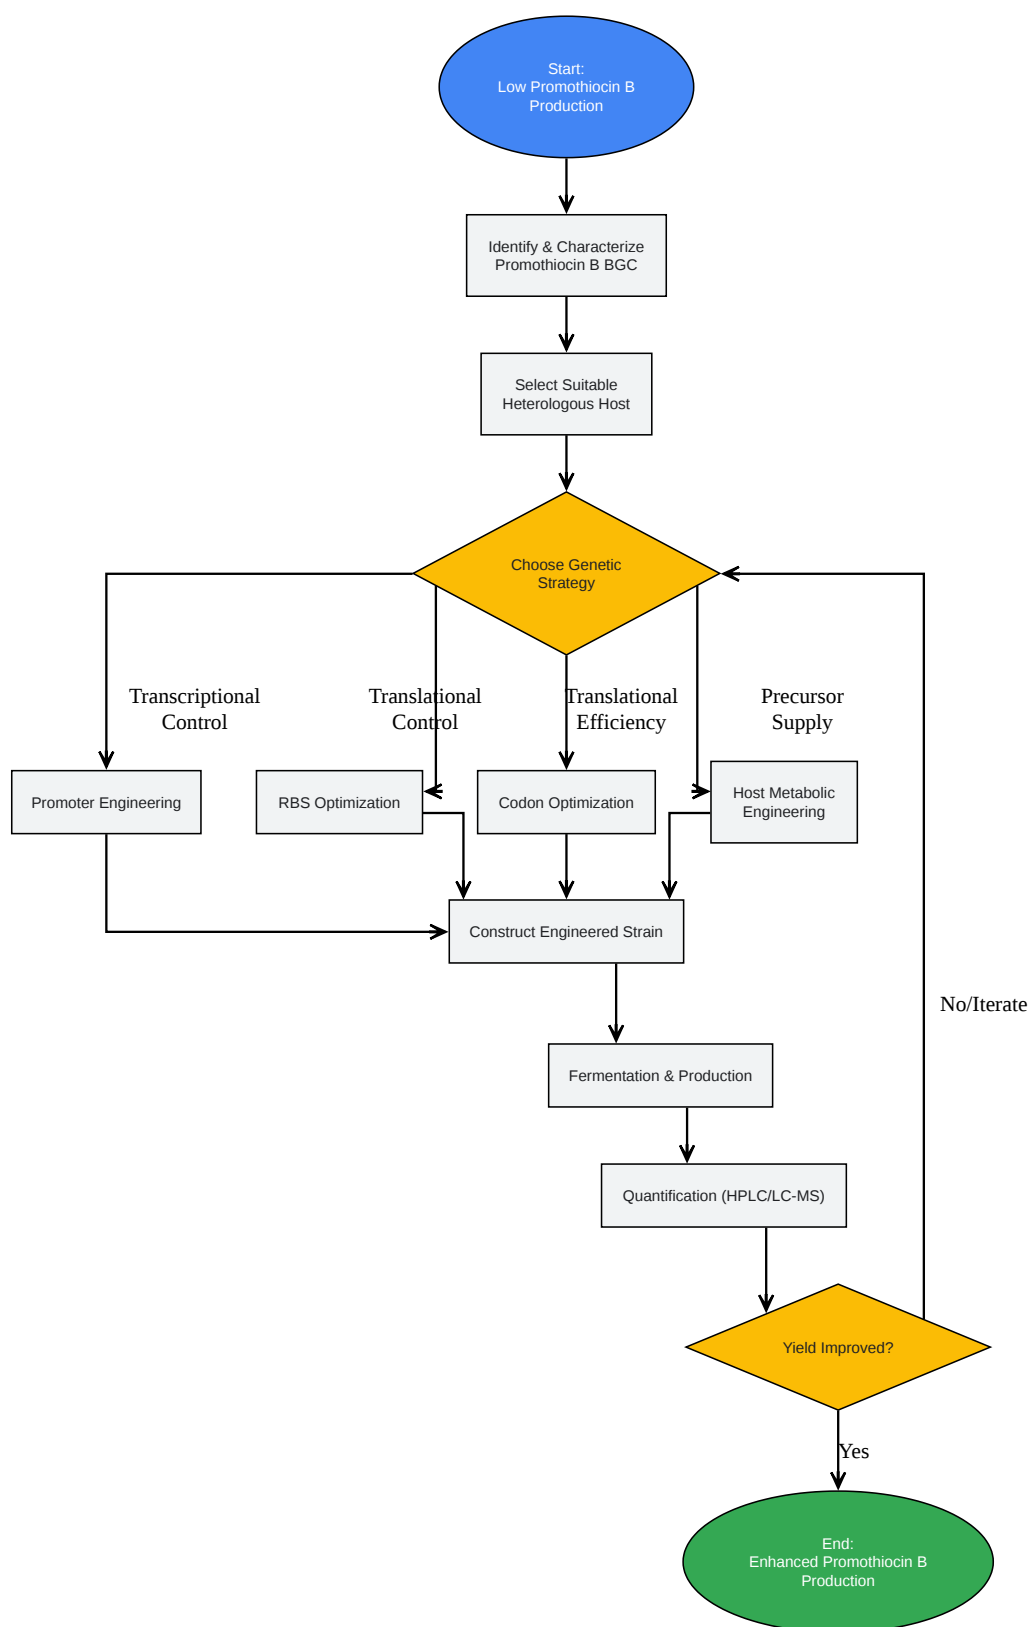 Start:
Low Promothiocin B
Production
Identify & Characterize
Promothiocin B BGC
Select Suitable
Heterologous Host
Choose Genetic
Strategy
Transcriptional
Control
Translational
Control
Translational
Efficiency
Precursor
Supply
Promoter Engineering
RBS Optimization
Codon Optimization
Host Metabolic
Engineering
Construct Engineered Strain
No/Iterate
Fermentation & Production
Quantification (HPLC/LC-MS)
Yield Improved?
Yes
End:
Enhanced Promothiocin B
Production